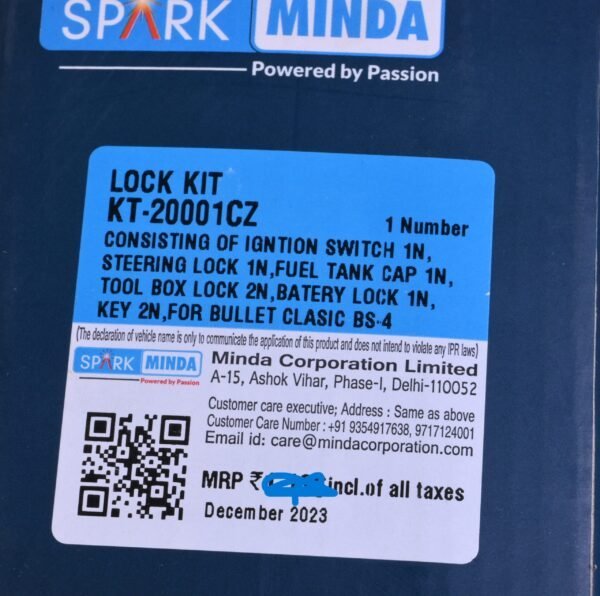 SPARK MINDA
Powered by Passion
LOCK KIT
KT-20001CZ
1 Number
CONSISTING OF IGNTION SWITCH 1N,
STEERING LOCK 1N,FUEL TANK CAP 1N,
TOOL BOX LOCK 2N,BATERY LOCK 1N,
KEY 2N,FOR BULLET CLASIC BS-4
(The declaration of vehicle name is only to communicate the application of this product and does not intend to violate any IPR laws)
SPARK MINDA
Powered by Passion
Minda Corporation Limited
A-15, Ashok Vihar, Phase-I, Delhi-110052
Customer care executive; Address : Same as above
Customer Care Number : +91 9354917638, 9717124001
Email id: care@mindacorporation.com
MRP ₹ incl.of all taxes
December 2023